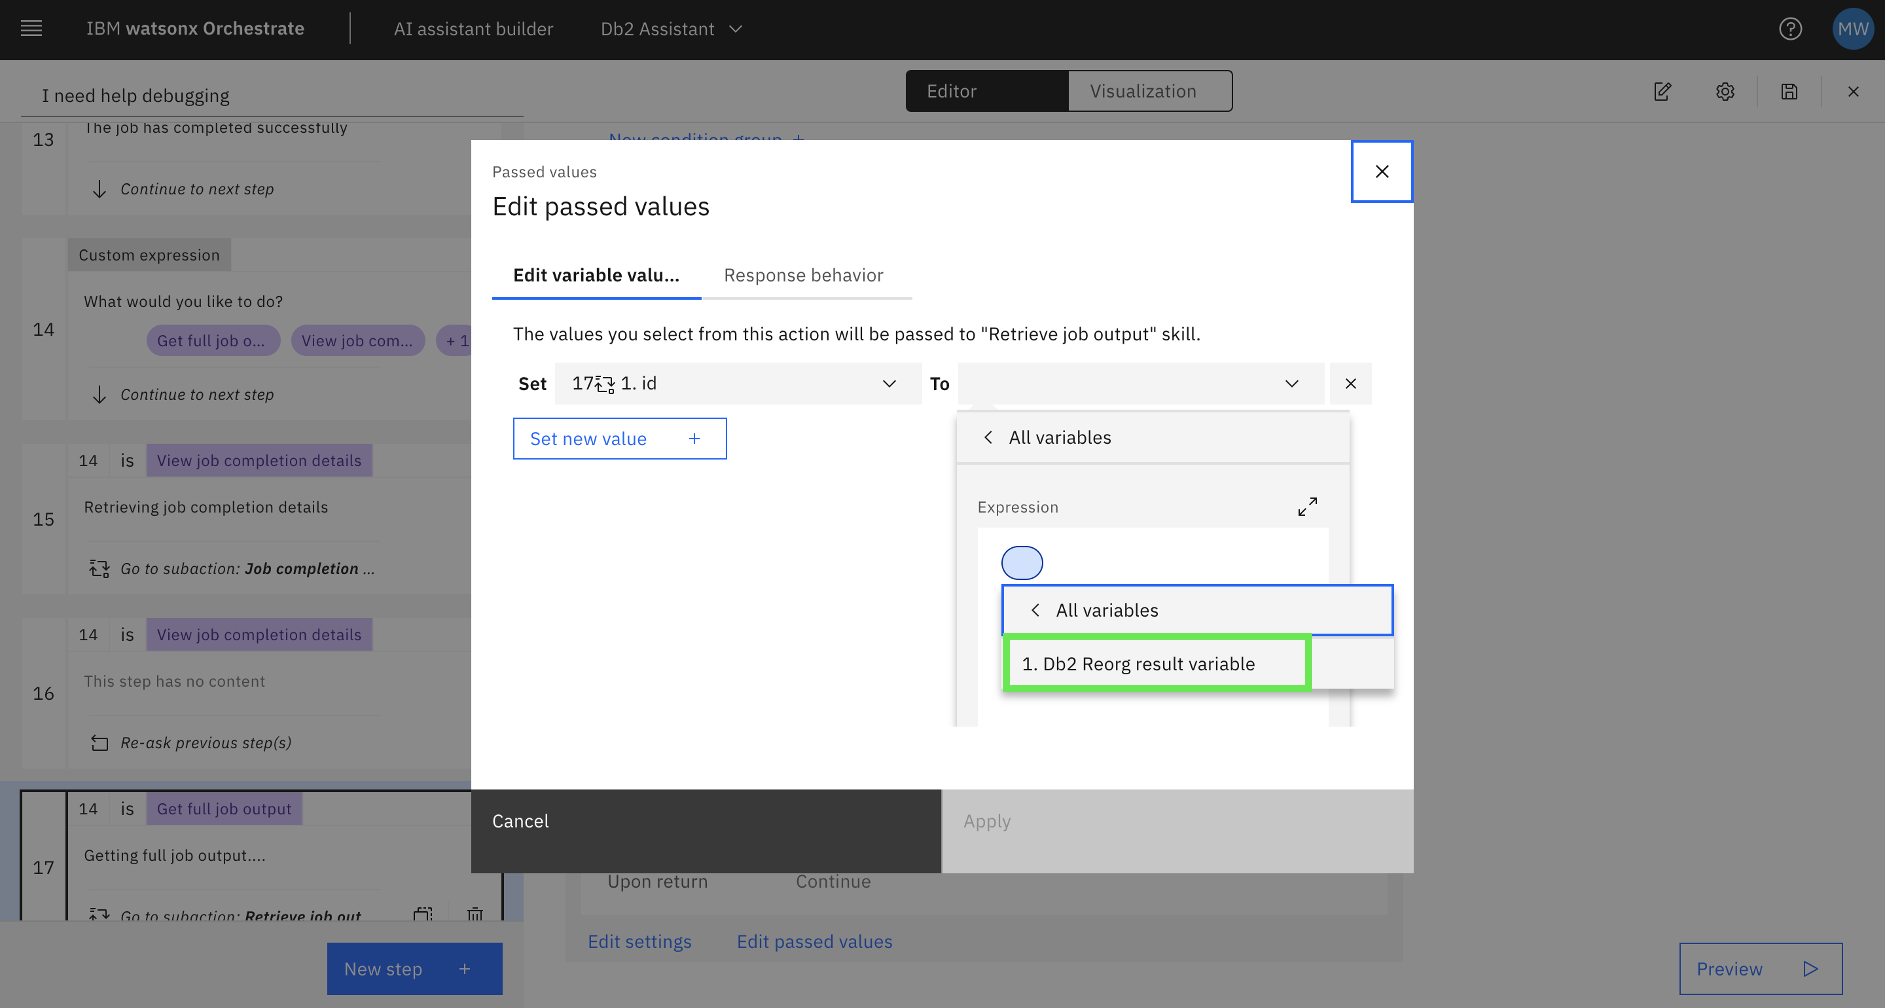 IBM watsonx Orchestrate
AI assistant builder
Db2 Assistant
MW
I need help debugging
Editor
Visualization
13
The job has completed successfully
Continue to next step
New condition group +
Custom expression
14
What would you like to do?
Get full job o...
View job com...
+ 1
Continue to next step
14 is View job completion details
15
Retrieving job completion details
Go to subaction: Job completion ...
14 is View job completion details
16
This step has no content
Re-ask previous step(s)
14 is Get full job output
17
Getting full job output....
Go to subaction: Retrieve job out
New step +
Passed values
Edit passed values
Edit variable valu...
Response behavior
The values you select from this action will be passed to "Retrieve job output" skill.
Set 17 1. id To
Set new value +
All variables
Expression
All variables
1. Db2 Reorg result variable
Cancel
Apply
Upon return Continue
Edit settings
Edit passed values
Preview